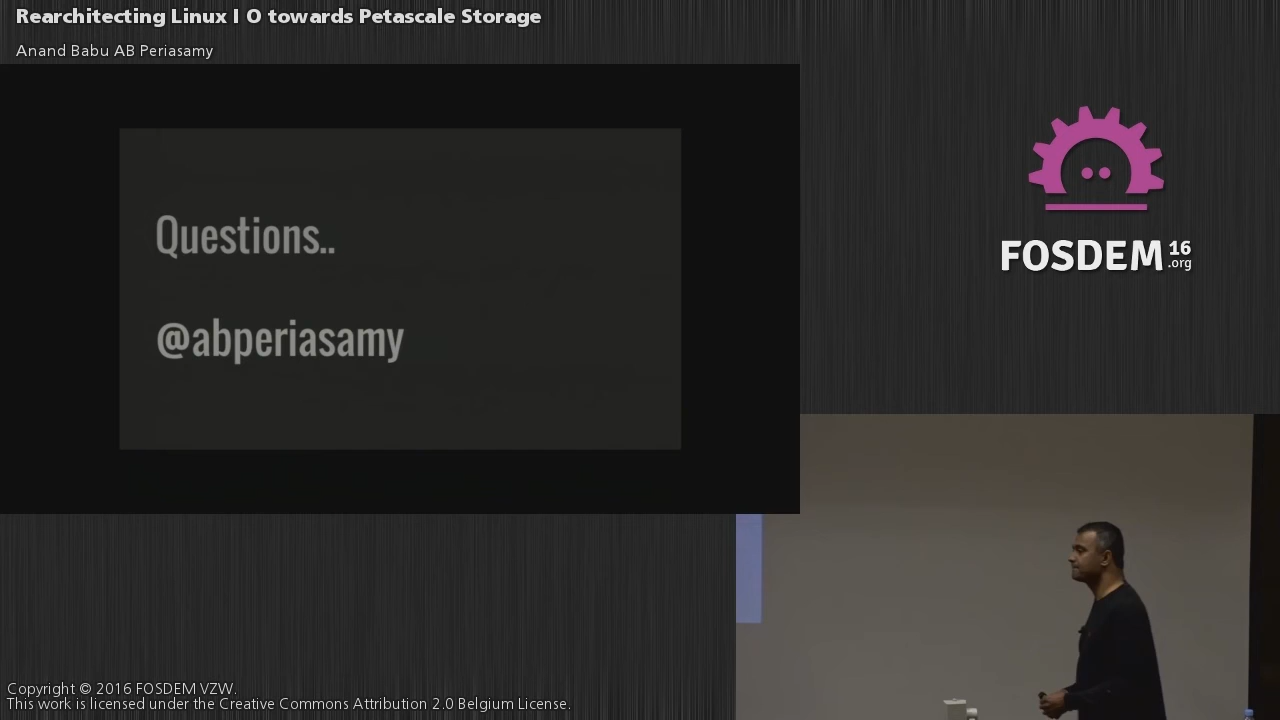 Rearchitecting Linux I O towards Petascale Storage
Anand Babu AB Periasamy
Questions..
@abperiasamy
FOSDEM 16
.org
Copyright © 2016 FOSDEM VZW.
This work is licensed under the Creative Commons Attribution 2.0 Belgium License.